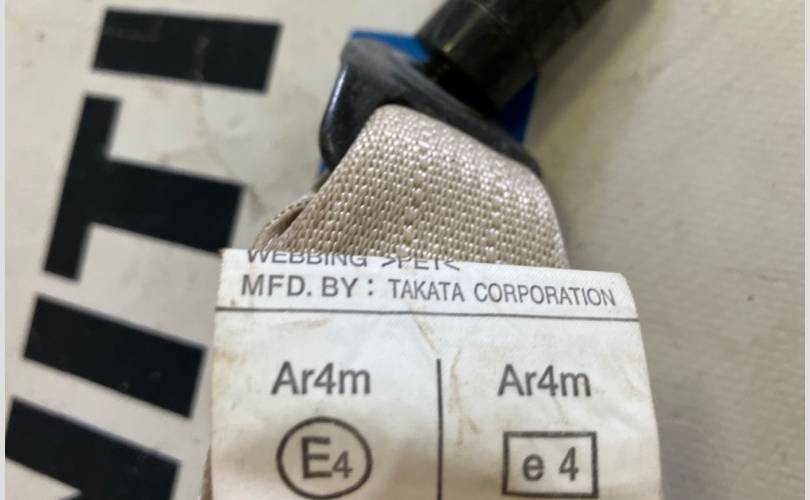 WEBBING >PET<
MFD. BY : TAKATA CORPORATION
Ar4m
Ar4m
E4
e 4